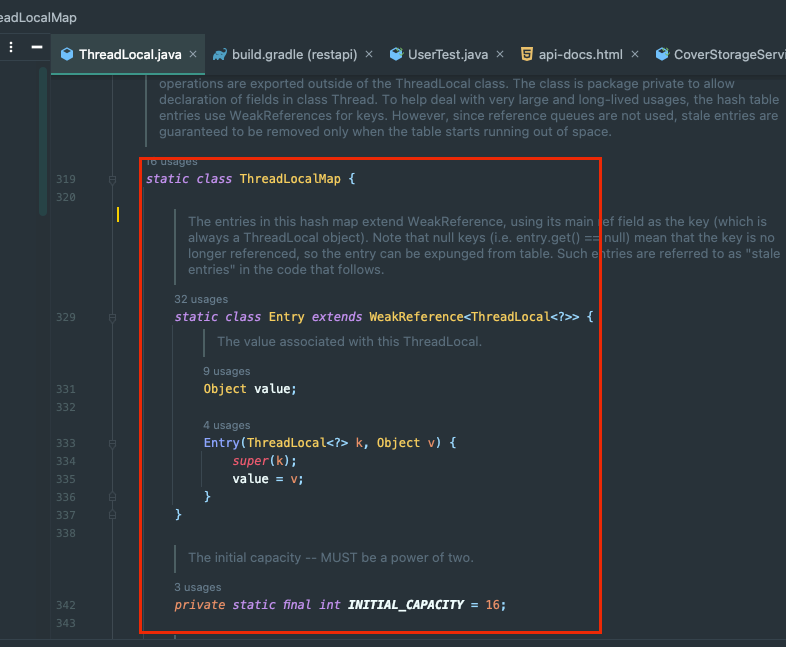 eadLocalMap
ThreadLocal.java × build.gradle (restapi) × UserTest.java × api-docs.html × CoverStorageServi
operations are exported outside of the ThreadLocal class. The class is package private to allow
declaration of fields in class Thread. To help deal with very large and long-lived usages, the hash table
entries use WeakReferences for keys. However, since reference queues are not used, stale entries are
guaranteed to be removed only when the table starts running out of space.
16 usages
319 static class ThreadLocalMap {
320
The entries in this hash map extend WeakReference, using its main ref field as the key (which is
always a ThreadLocal object). Note that null keys (i.e. entry.get() == null) mean that the key is no
longer referenced, so the entry can be expunged from table. Such entries are referred to as "stale
entries" in the code that follows.
32 usages
329 static class Entry extends WeakReference<ThreadLocal<?>> {
The value associated with this ThreadLocal.
9 usages
331 Object value;
332
4 usages
333 Entry(ThreadLocal<?> k, Object v) {
334 super(k);
335 value = v;
336 }
337 }
338
The initial capacity -- MUST be a power of two.
3 usages
342 private static final int INITIAL_CAPACITY = 16;
343